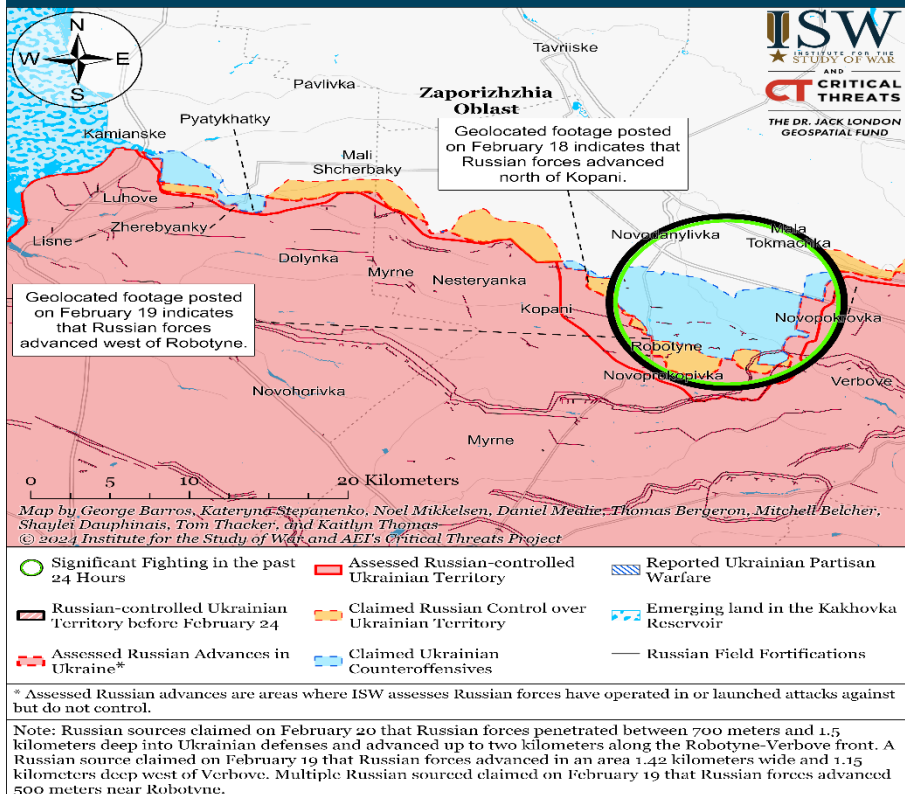 N
W E
S
ISW
INSTITUTE FOR THE
STUDY OF WAR
AND
CT CRITICAL
THREATS
THE DR. JACK LONDON
GEOSPATIAL FUND
Tavriiske
Pavlivka
Zaporizhzhia
Oblast
Pyatykhatky
Kamianske
Mali
Shcherbaky
Geolocated footage posted
on February 18 indicates that
Russian forces advanced
north of Kopani.
Luhove
Zherebyanky
Lisne
Dolynka
Myrne
Nesteryanka
Novodanylivka
Mala
Tokmachka
Kopani
Novopokrovka
Geolocated footage posted
on February 19 indicates
that Russian forces
advanced west of Robotyne.
Robotyne
Novoprokopivka
Verbove
Novohorivka
Myrne
0 5 10 20 Kilometers
Map by George Barros, Kateryna Stepanenko, Noel Mikkelsen, Daniel Mealie, Thomas Bergeron, Mitchell Belcher,
Shaylei Dauphinais, Tom Thacker, and Kaitlyn Thomas
© 2024 Institute for the Study of War and AEI's Critical Threats Project
Significant Fighting in the past
24 Hours
Assessed Russian-controlled
Ukrainian Territory
Reported Ukrainian Partisan
Warfare
Russian-controlled Ukrainian
Territory before February 24
Claimed Russian Control over
Ukrainian Territory
Emerging land in the Kakhovka
Reservoir
Assessed Russian Advances in
Ukraine*
Claimed Ukrainian
Counteroffensives
Russian Field Fortifications
* Assessed Russian advances are areas where ISW assesses Russian forces have operated in or launched attacks against
but do not control.
Note: Russian sources claimed on February 20 that Russian forces penetrated between 700 meters and 1.5
kilometers deep into Ukrainian defenses and advanced up to two kilometers along the Robotyne-Verbove front. A
Russian source claimed on February 19 that Russian forces advanced in an area 1.42 kilometers wide and 1.15
kilometers deep west of Verbove. Multiple Russian sourced claimed on February 19 that Russian forces advanced
500 meters near Robotyne.